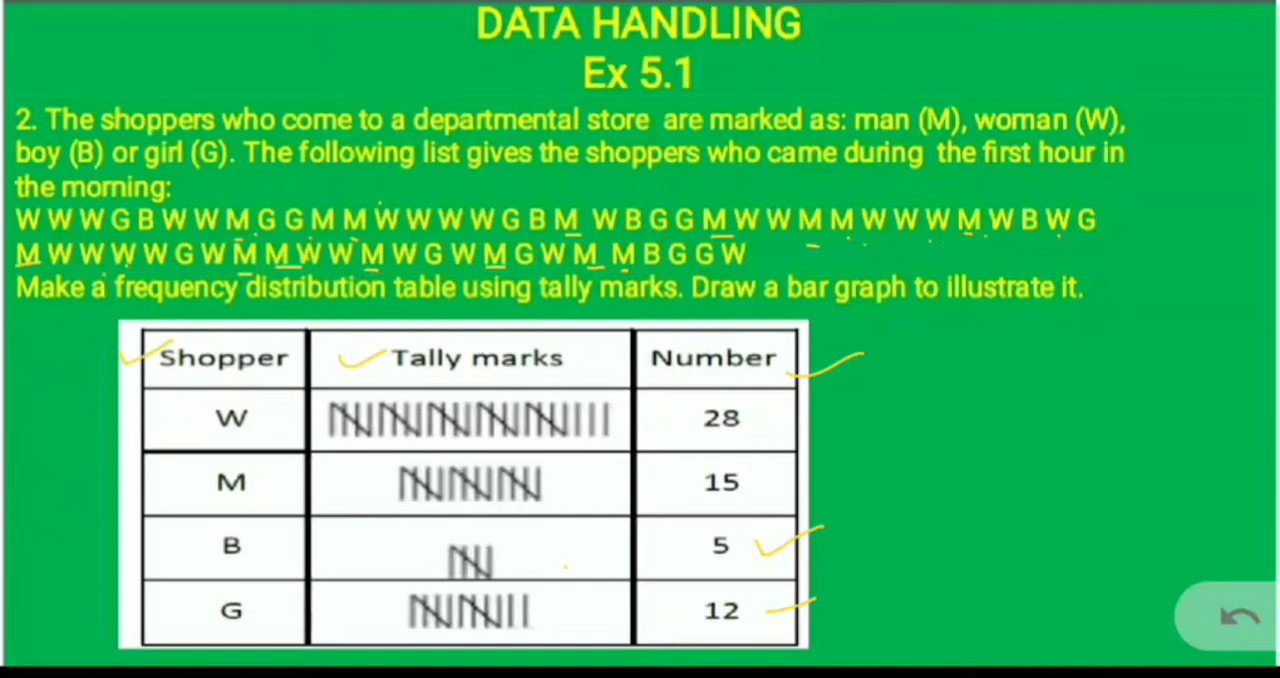 DATA HANDLING
Ex 5.1
2. The shoppers who come to a departmental store are marked as: man (M), woman (W),
boy (B) or girl (G). The following list gives the shoppers who came during the first hour in
the morning:
W W W G B W W M G G M M W W W W G B M W B G G M W W M M W W W M W B W G
M W W W W G W M M W W M W G W M G W M M B G G W
Make a frequency distribution table using tally marks. Draw a bar graph to illustrate it.
Shopper Tally marks Number
W 28
M 15
B 5
G 12